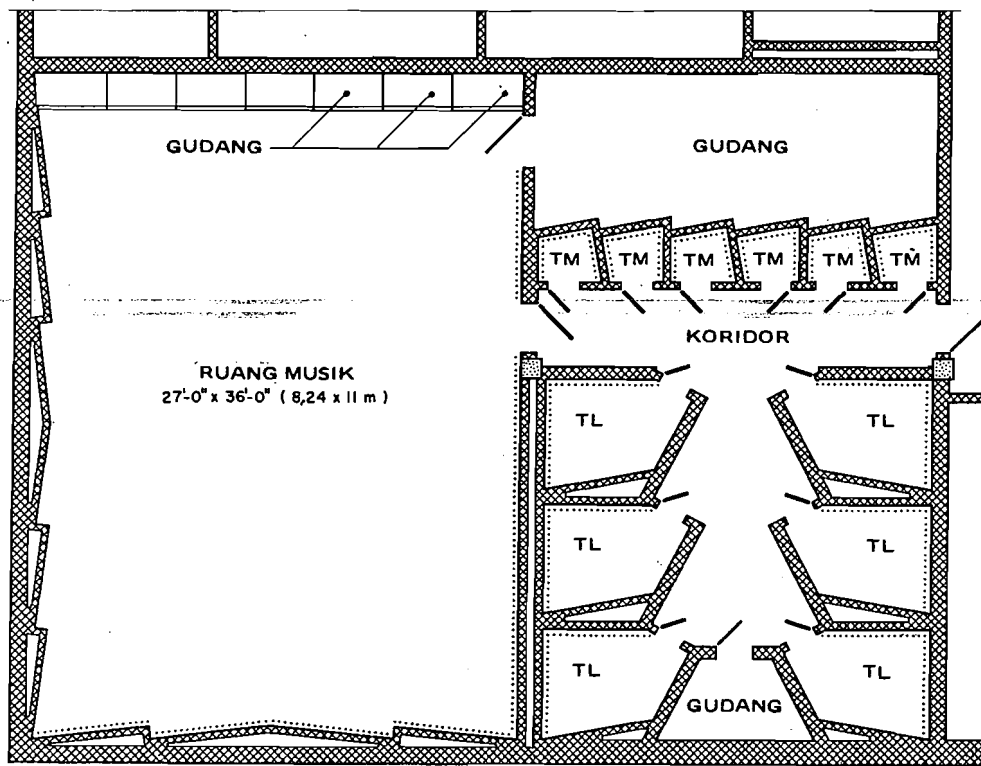 GUDANG
GUDANG
TM TM TM TM TM TM
KORIDOR
RUANG MUSIK
27'-0" x 36'-0" ( 8,24 x 11 m )
TL TL
TL TL
TL TL
GUDANG